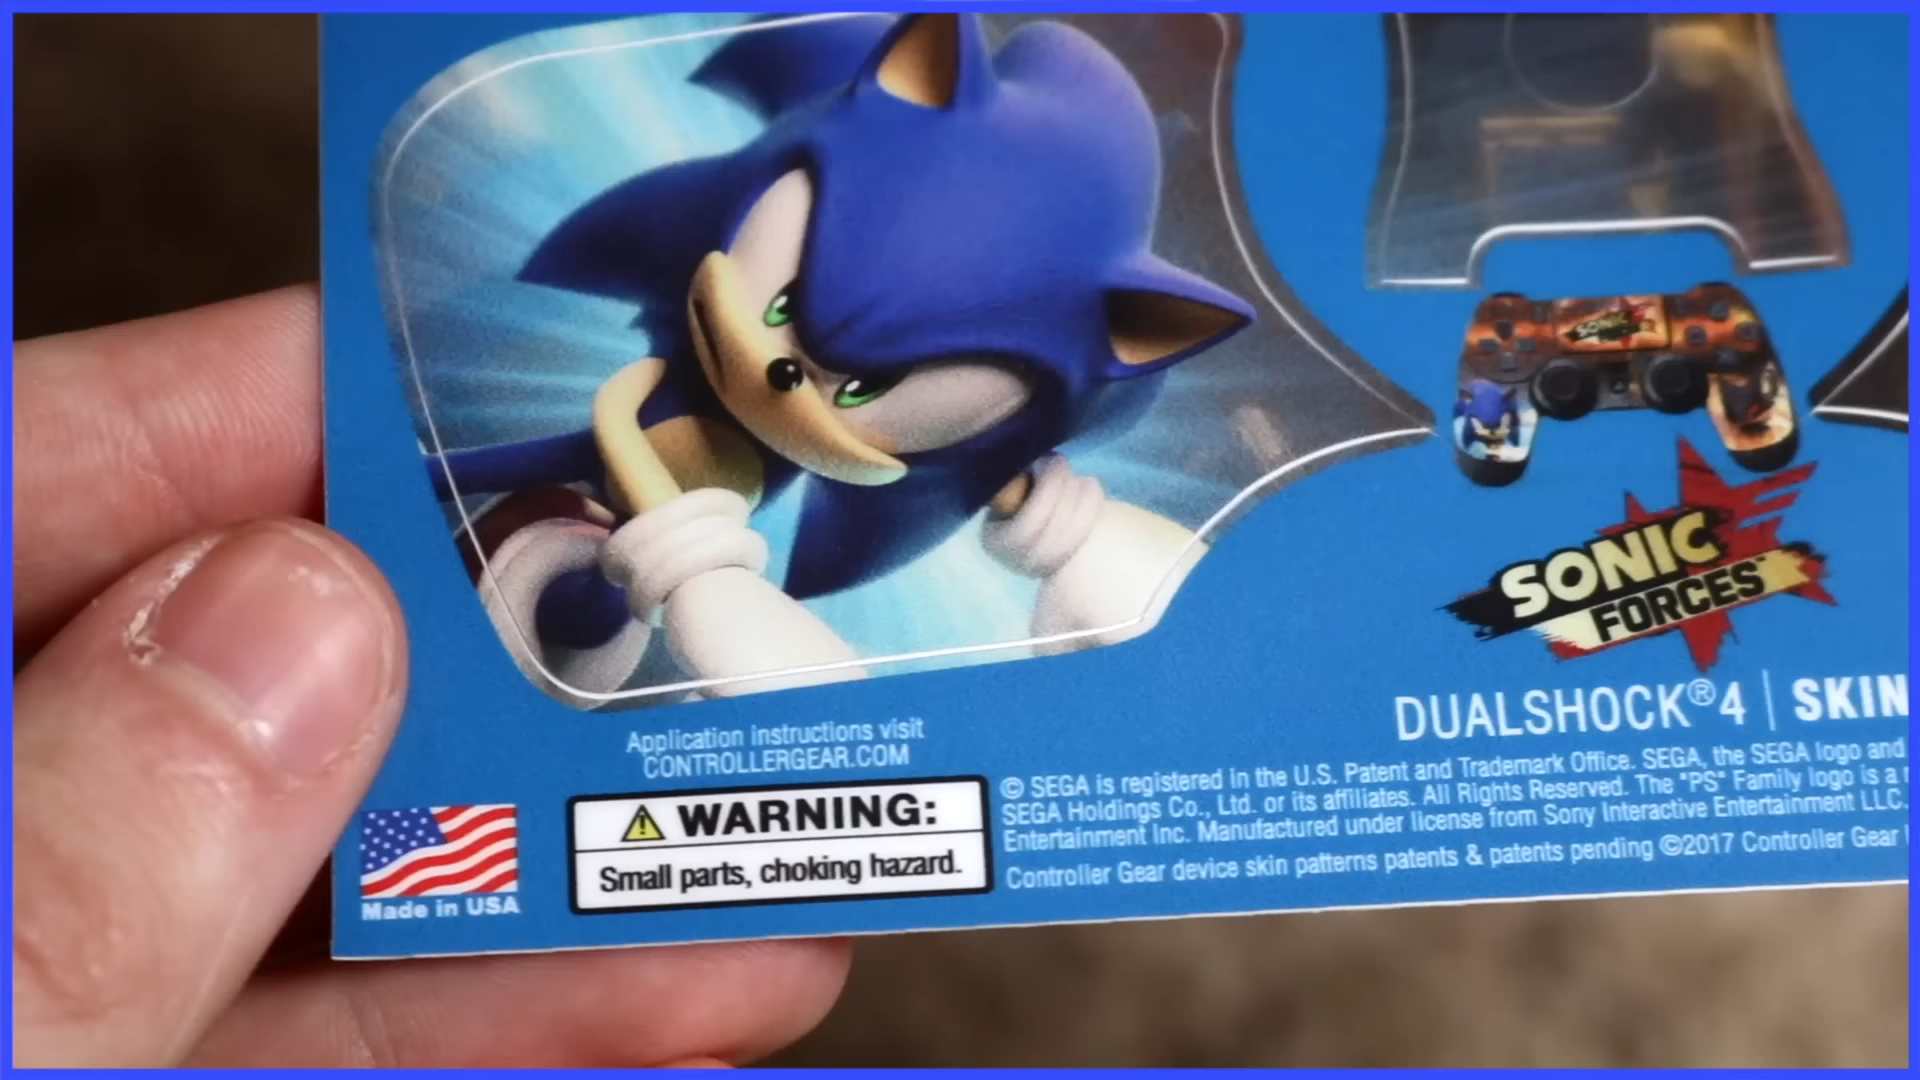 SONIC
SONIC
FORCES™
DUALSHOCK®4 | SKIN
Application instructions visit
CONTROLLERGEAR.COM
⚠ WARNING:
Small parts, choking hazard.
Made in USA
© SEGA is registered in the U.S. Patent and Trademark Office. SEGA, the SEGA logo and
SEGA Holdings Co., Ltd. or its affiliates. All Rights Reserved. The "PS" Family logo is a
Entertainment Inc. Manufactured under license from Sony Interactive Entertainment LLC.
Controller Gear device skin patterns patents & patents pending ©2017 Controller Gear